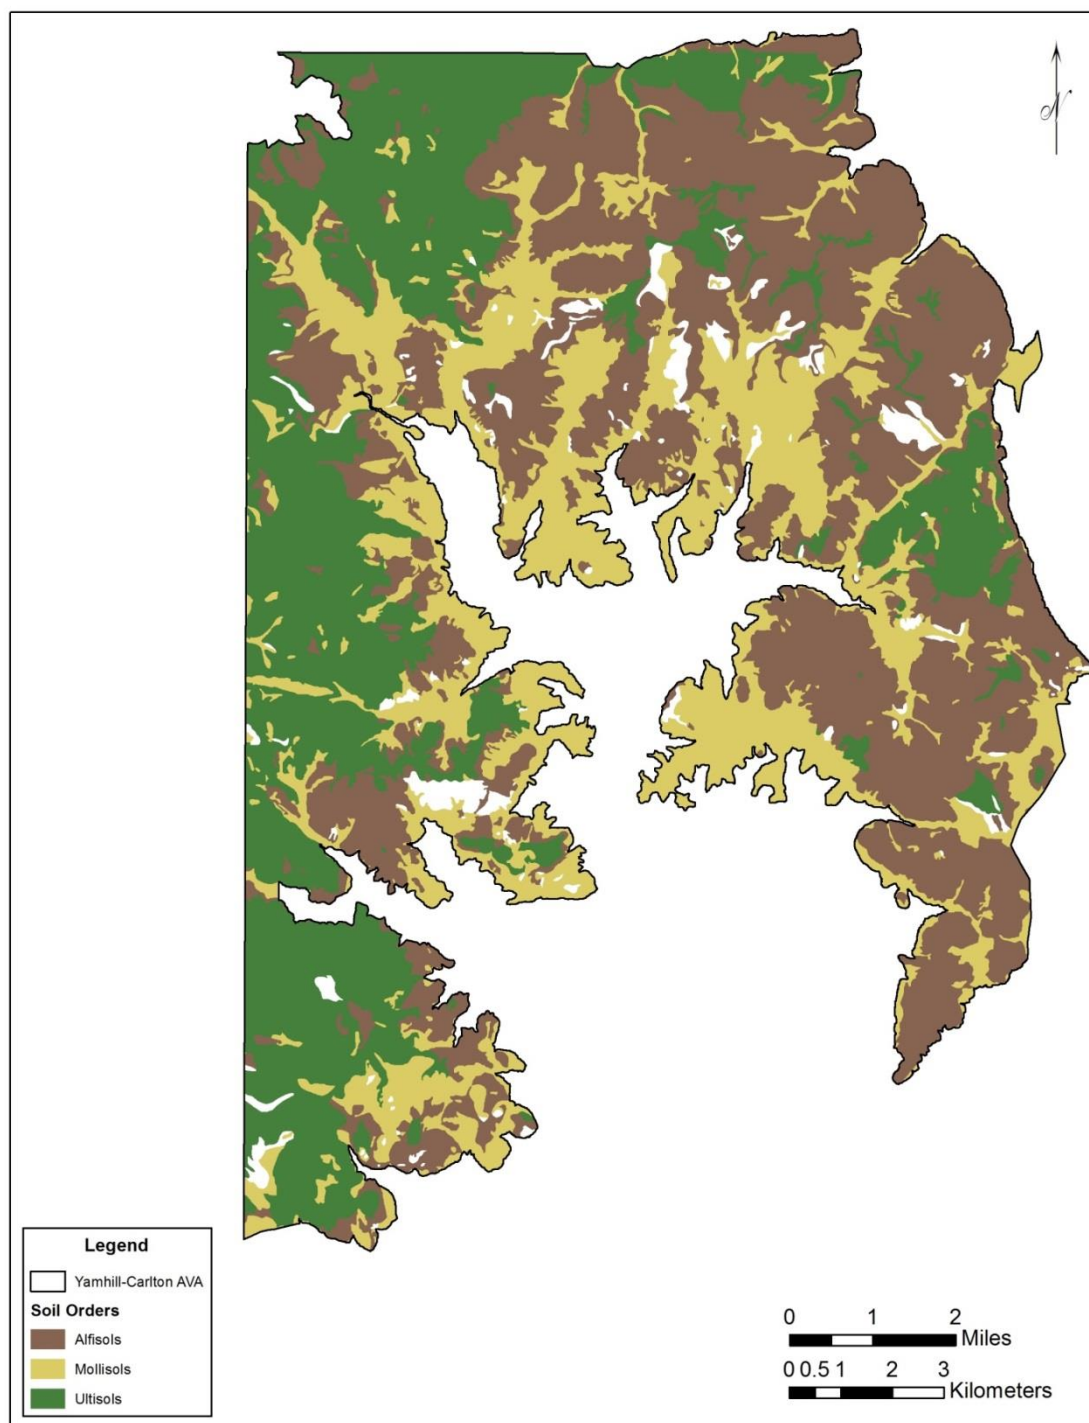 N
Legend
Yamhill-Carlton AVA
Soil Orders
Alfisols
Mollisols
Ultisols
0 1 2
Miles
0 0.5 1 2 3
Kilometers